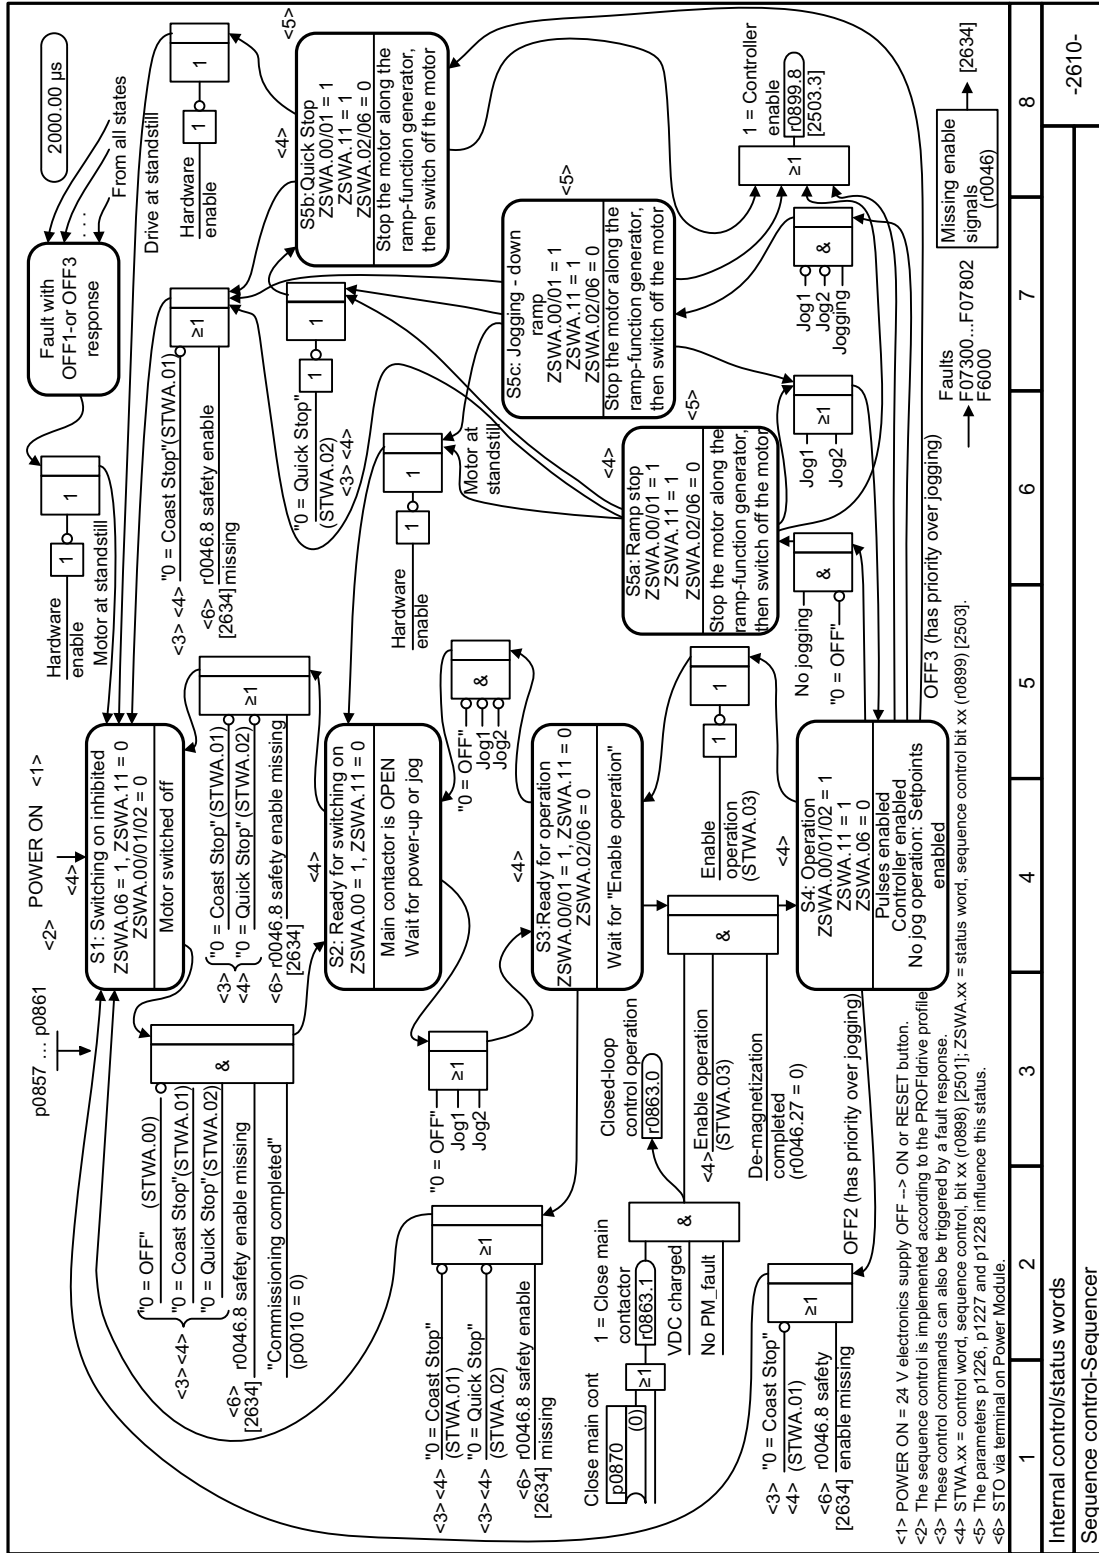 p0857 ... p0861
<2> POWER ON <1>
<4>
S1: Switching on inhibited
ZSWA.06 = 1, ZSWA.11 = 0
ZSWA.00/01/02 = 0
Motor switched off
Hardware
enable
1
1
Motor at standstill
Fault with
OFF1-or OFF3
response
2000.00 µs
From all states
Drive at standstill
Hardware
enable
1
1
"0 = OFF" (STWA.00)
"0 = Coast Stop"(STWA.01)
<3><4>
"0 = Quick Stop"(STWA.02)
<6> r0046.8 safety enable missing
[2634]
"Commissioning completed"
(p0010 = 0)
&
<3> "0 = Coast Stop" (STWA.01)
<4> "0 = Quick Stop" (STWA.02)
<6> r0046.8 safety enable missing
[2634]
≥1
<3> <4> "0 = Coast Stop"(STWA.01)
<6> r0046.8 safety enable
[2634] missing
≥1
<4>
S2: Ready for switching on
ZSWA.00 = 1, ZSWA.11 = 0
Main contactor is OPEN
Wait for power-up or jog
Hardware
enable
1
1
Motor at
standstill
"0 = Quick Stop"
(STWA.02)
<3> <4>
1
1
<4>
<5>
S5b: Quick Stop
ZSWA.00/01 = 1
ZSWA.11 = 1
ZSWA.02/06 = 0
Stop the motor along the
ramp-function generator,
then switch off the motor
"0 = OFF"
Jog1
Jog2
≥1
"0 = OFF"
Jog1
Jog2
&
<4>
S3:Ready for operation
ZSWA.00/01 = 1, ZSWA.11 = 0
ZSWA.02/06 = 0
Wait for "Enable operation"
<5>
S5c: Jogging - down
ramp
ZSWA.00/01 = 1
ZSWA.11 = 1
ZSWA.02/06 = 0
Stop the motor along the
ramp-function generator,
then switch off the motor
<3> <4> "0 = Coast Stop"
(STWA.01)
<3> <4> "0 = Quick Stop"
(STWA.02)
<6> r0046.8 safety enable
[2634] missing
≥1
Closed-loop
control operation
r0863.0
<4> Enable operation
(STWA.03)
De-magnetization
completed
(r0046.27 = 0)
&
Close main cont
p0870
(0)
≥1
1 = Close main
contactor
r0863.1
VDC charged
No PM_fault
&
Enable
operation
(STWA.03)
1
1
<4>
<5>
S5a: Ramp stop
ZSWA.00/01 = 1
ZSWA.11 = 1
ZSWA.02/06 = 0
Stop the motor along the
ramp-function generator,
then switch off the motor
1 = Controller
enable
r0899.8
[2503.3]
≥1
<4>
S4: Operation
ZSWA.00/01/02 = 1
ZSWA.11 = 1
ZSWA.06 = 0
Pulses enabled
Controller enabled
No jog operation: Setpoints
enabled
No jogging
"0 = OFF"
&
Jog1
Jog2
≥1
Jog1
Jog2
Jogging
&
<3> "0 = Coast Stop"
<4> (STWA.01)
<6> r0046.8 safety
[2634] enable missing
≥1
OFF2 (has priority over jogging)
OFF3 (has priority over jogging)
Faults
F07300...F07802
F6000
Missing enable
signals
(r0046)
[2634]
<1> POWER ON = 24 V electronics supply OFF --> ON or RESET button.
<2> The sequence control is implemented according to the PROFIdrive profile
<3> These control commands can also be triggered by a fault response.
<4> STWA.xx = control word, sequence control, bit xx (r0898) [2501]; ZSWA.xx = status word, sequence control bit xx (r0899) [2503].
<5> The parameters p1226, p1227 and p1228 influence this status.
<6> STO via terminal on Power Module.
1 2 3 4 5 6 7 8
Internal control/status words
Sequence control-Sequencer
-2610-